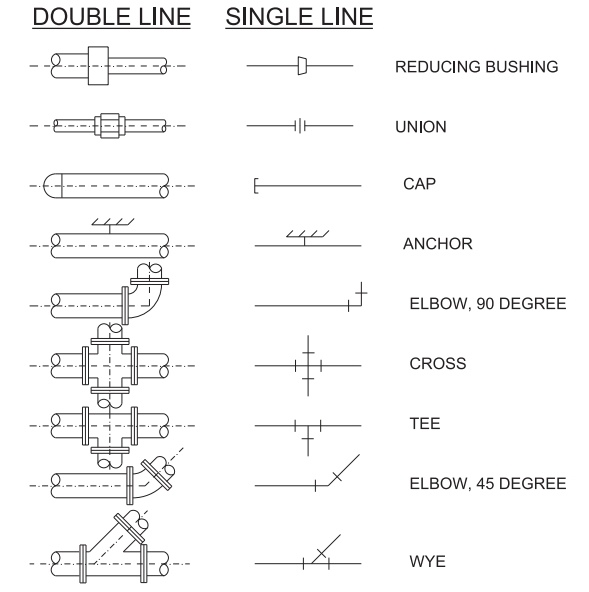 DOUBLE LINE SINGLE LINE
REDUCING BUSHING
UNION
CAP
ANCHOR
ELBOW, 90 DEGREE
CROSS
TEE
ELBOW, 45 DEGREE
WYE